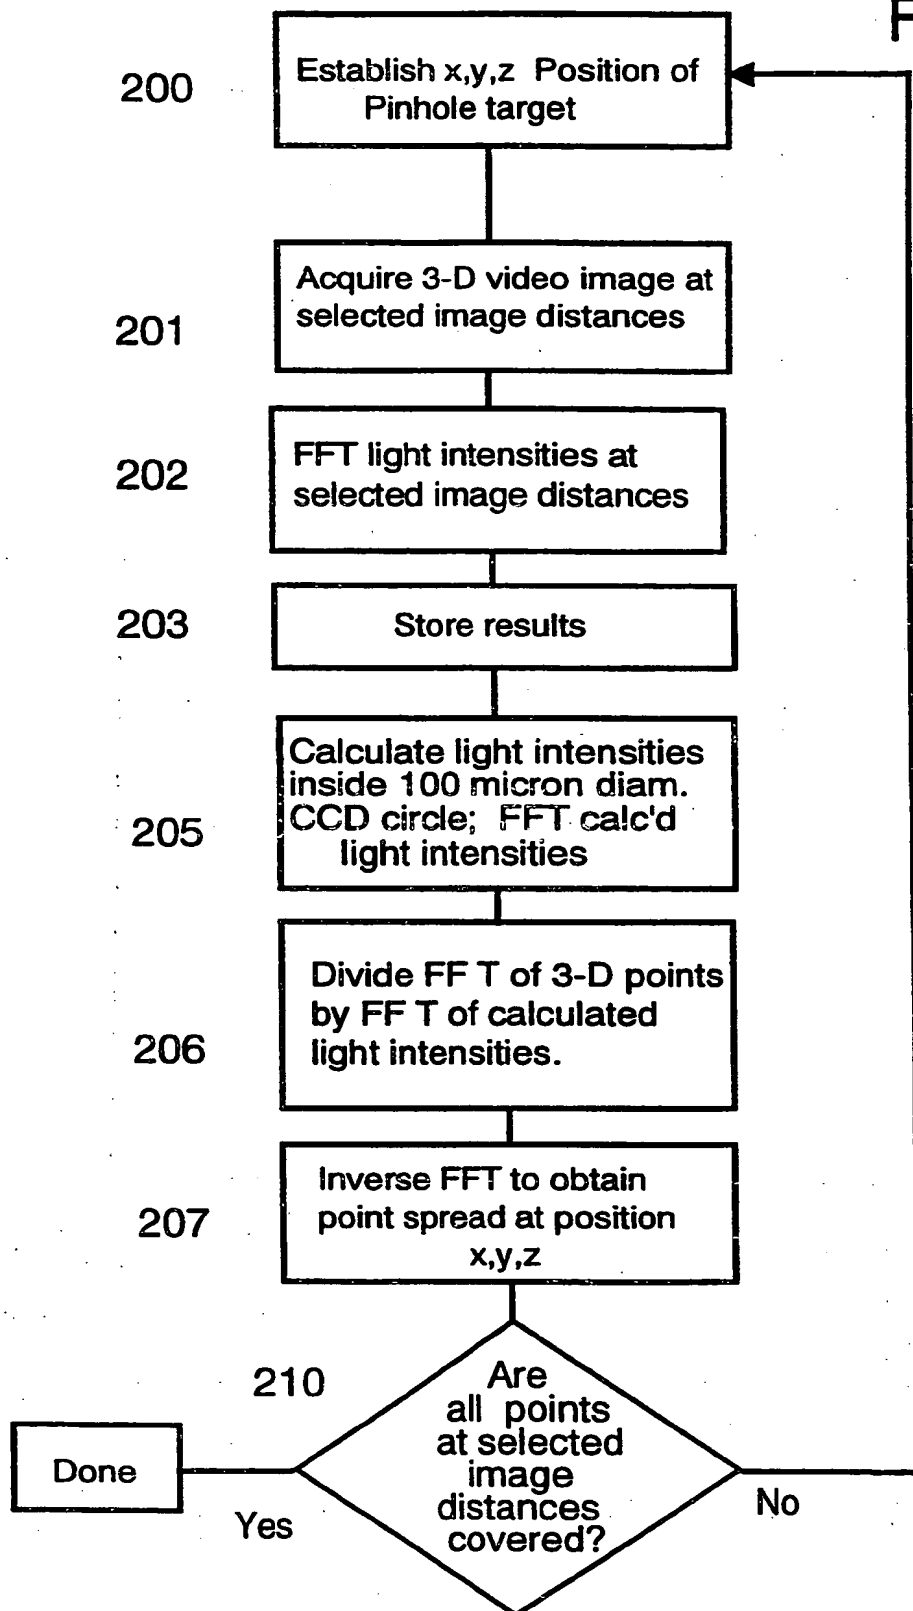 200
Establish x,y,z Position of
Pinhole target
201
Acquire 3-D video image at
selected image distances
202
FFT light intensities at
selected image distances
203
Store results
205
Calculate light intensities
inside 100 micron diam.
CCD circle; FFT calc'd
light intensities
206
Divide FF T of 3-D points
by FF T of calculated
light intensities.
207
Inverse FFT to obtain
point spread at position
x,y,z
210
Are
all points
at selected
image
distances
covered?
Done
Yes
No